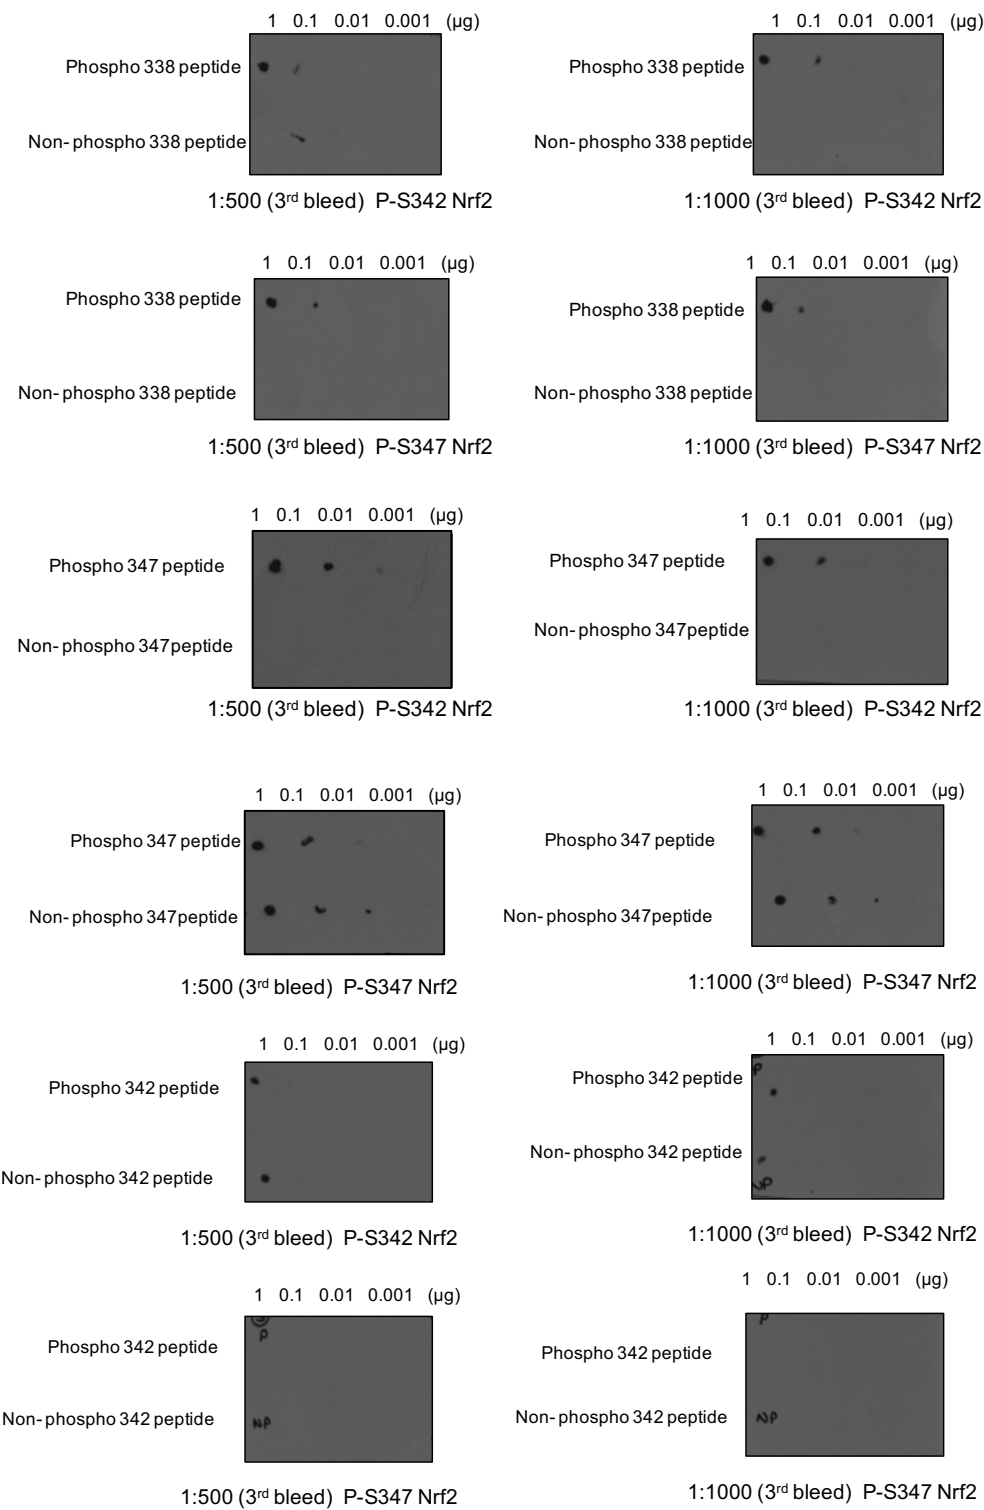 1 0.1 0.01 0.001 (µg)
Phospho 338 peptide
Non- phospho 338 peptide
1:500 (3rd bleed) P-S342 Nrf2
1 0.1 0.01 0.001 (µg)
Phospho 338 peptide
Non- phospho 338 peptide
1:1000 (3rd bleed) P-S342 Nrf2
1 0.1 0.01 0.001 (µg)
Phospho 338 peptide
Non- phospho 338 peptide
1:500 (3rd bleed) P-S347 Nrf2
1 0.1 0.01 0.001 (µg)
Phospho 338 peptide
Non- phospho 338 peptide
1:1000 (3rd bleed) P-S347 Nrf2
1 0.1 0.01 0.001 (µg)
Phospho 347 peptide
Non- phospho 347peptide
1:500 (3rd bleed) P-S342 Nrf2
1 0.1 0.01 0.001 (µg)
Phospho 347 peptide
Non- phospho 347peptide
1:1000 (3rd bleed) P-S342 Nrf2
1 0.1 0.01 0.001 (µg)
Phospho 347 peptide
Non- phospho 347peptide
1:500 (3rd bleed) P-S347 Nrf2
1 0.1 0.01 0.001 (µg)
Phospho 347 peptide
Non- phospho 347peptide
1:1000 (3rd bleed) P-S347 Nrf2
1 0.1 0.01 0.001 (µg)
Phospho 342 peptide
Non- phospho 342 peptide
1:500 (3rd bleed) P-S342 Nrf2
1 0.1 0.01 0.001 (µg)
Phospho 342 peptide
P
Non- phospho 342 peptide
NP
1:1000 (3rd bleed) P-S342 Nrf2
1 0.1 0.01 0.001 (µg)
P
Phospho 342 peptide
Non- phospho 342 peptide
NP
1:500 (3rd bleed) P-S347 Nrf2
1 0.1 0.01 0.001 (µg)
P
Phospho 342 peptide
Non- phospho 342 peptide
NP
1:1000 (3rd bleed) P-S347 Nrf2